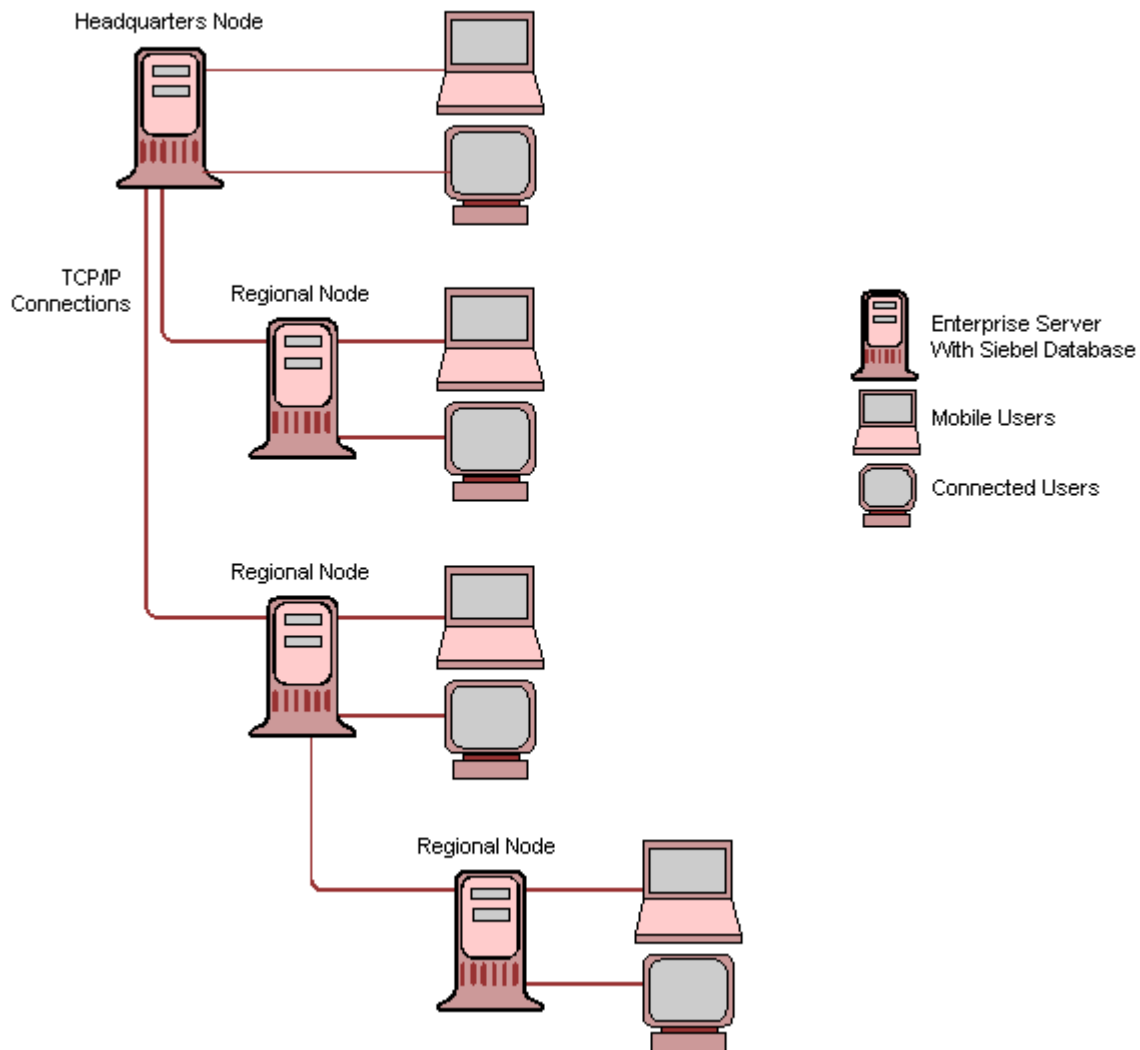 Headquarters Node
TCP/IP
Connections
Regional Node
Enterprise Server
With Siebel Database
Mobile Users
Connected Users
Regional Node
Regional Node